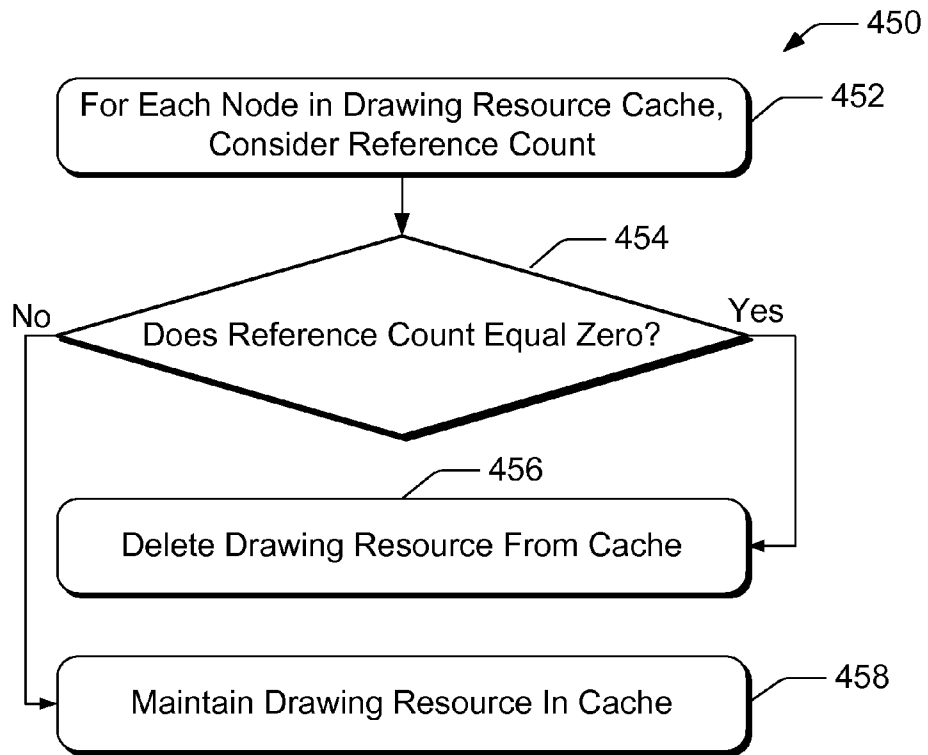 450
For Each Node in Drawing Resource Cache,
Consider Reference Count
452
454
No
Does Reference Count Equal Zero?
Yes
456
Delete Drawing Resource From Cache
Maintain Drawing Resource In Cache
458